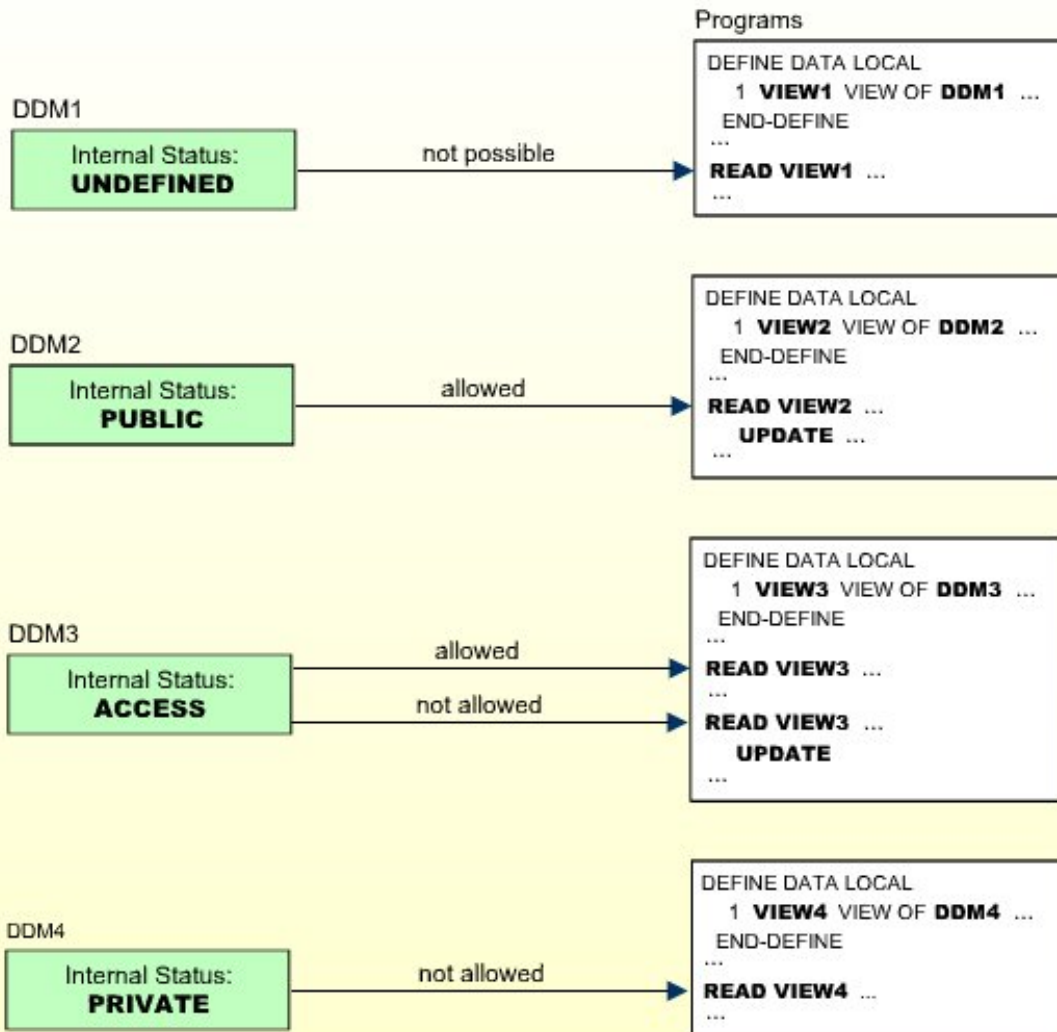 Programs
DDM1
Internal Status:
UNDEFINED
not possible
DEFINE DATA LOCAL
1 VIEW1 VIEW OF DDM1 ...
END-DEFINE
...
READ VIEW1 ...
...
DDM2
Internal Status:
PUBLIC
allowed
DEFINE DATA LOCAL
1 VIEW2 VIEW OF DDM2 ...
END-DEFINE
...
READ VIEW2 ...
UPDATE ...
...
DDM3
Internal Status:
ACCESS
allowed
not allowed
DEFINE DATA LOCAL
1 VIEW3 VIEW OF DDM3 ...
END-DEFINE
...
READ VIEW3 ...
...
READ VIEW3 ...
UPDATE
...
DDM4
Internal Status:
PRIVATE
not allowed
DEFINE DATA LOCAL
1 VIEW4 VIEW OF DDM4 ...
END-DEFINE
...
READ VIEW4 ...
...